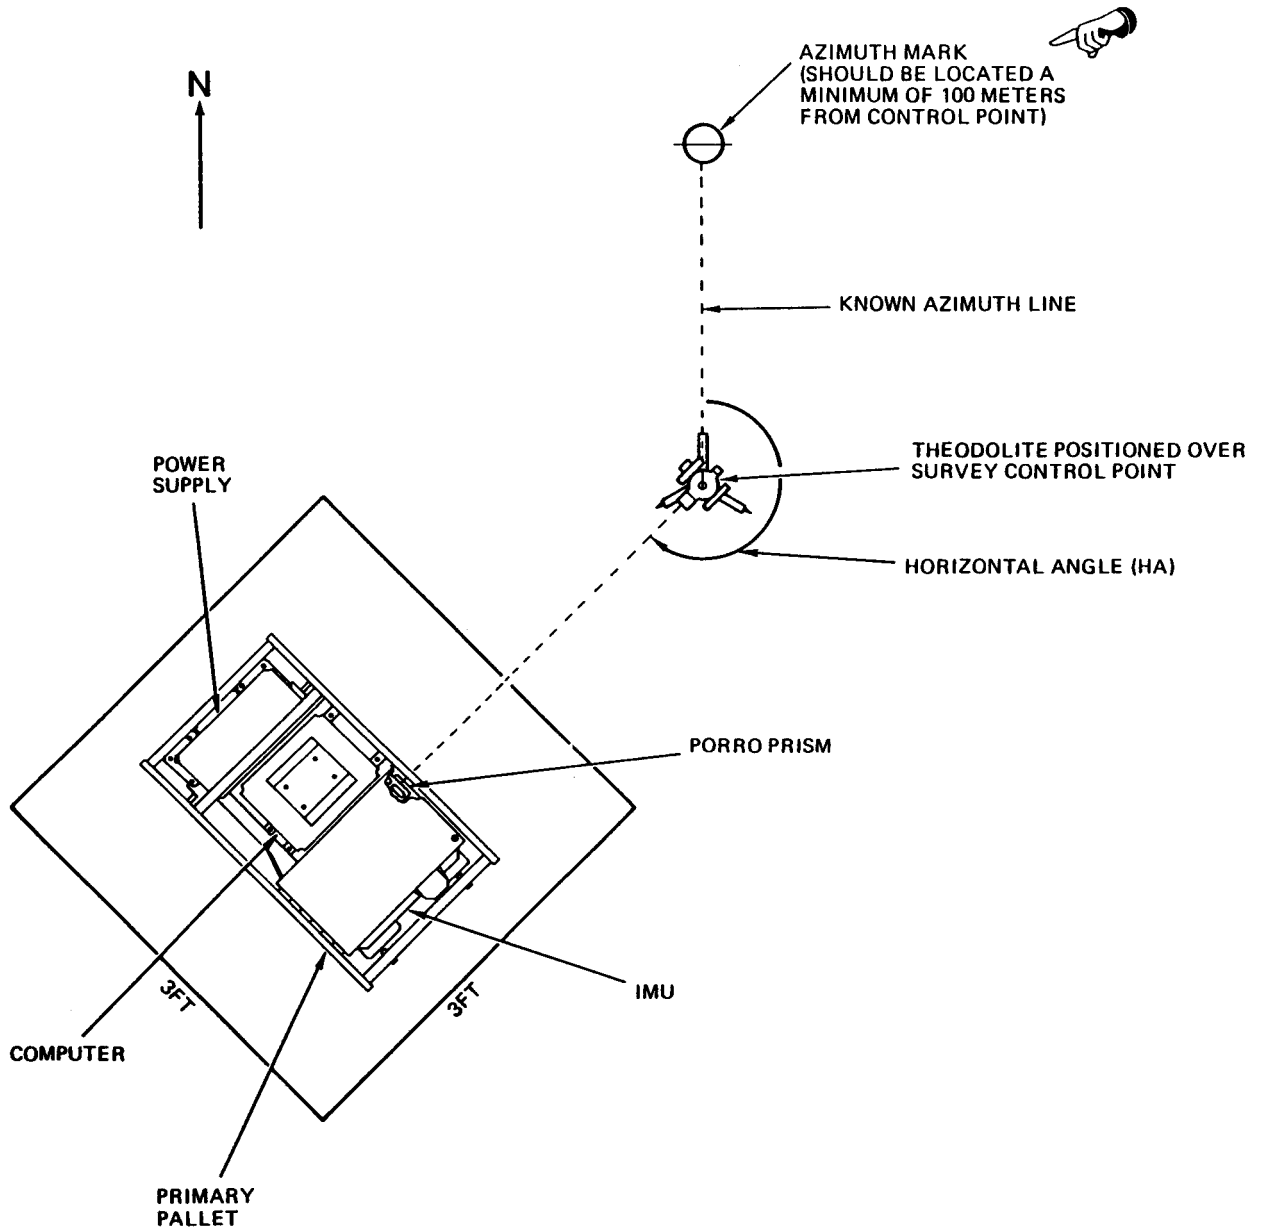 N
AZIMUTH MARK
(SHOULD BE LOCATED A
MINIMUM OF 100 METERS
FROM CONTROL POINT)
KNOWN AZIMUTH LINE
THEODOLITE POSITIONED OVER
SURVEY CONTROL POINT
POWER
SUPPLY
HORIZONTAL ANGLE (HA)
PORRO PRISM
IMU
3FT
3FT
COMPUTER
PRIMARY
PALLET